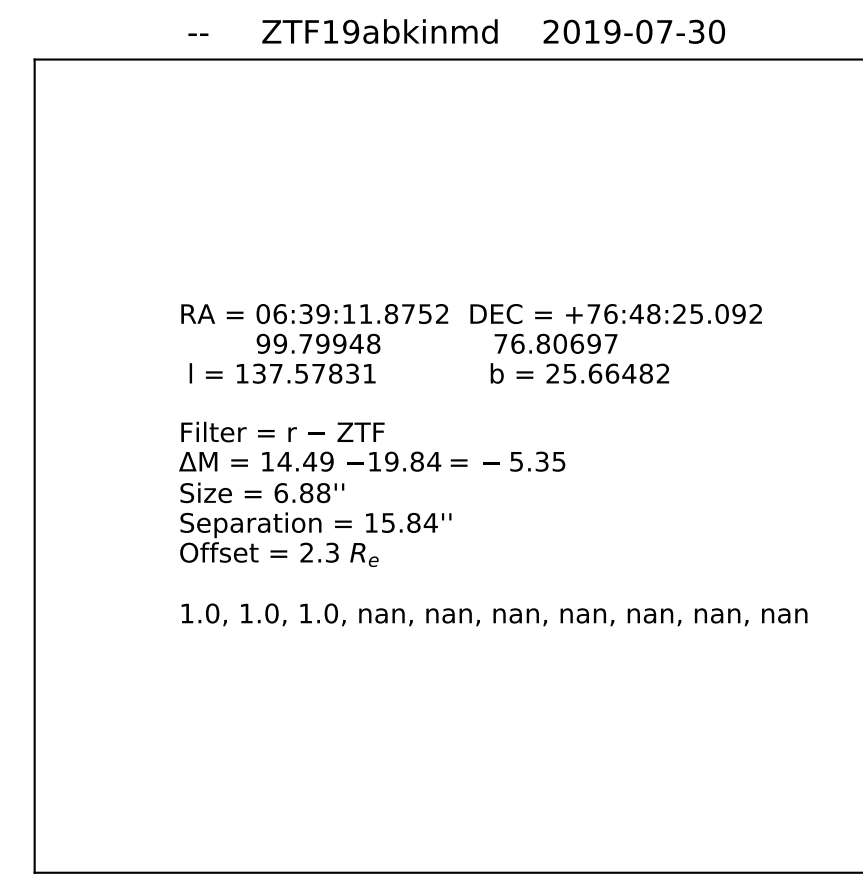 -- ZTF19abkinmd 2019-07-30
RA = 06:39:11.8752 DEC = +76:48:25.092
99.79948 76.80697
l = 137.57831 b = 25.66482
Filter = r − ZTF
ΔM = 14.49 −19.84 = − 5.35
Size = 6.88''
Separation = 15.84''
Offset = 2.3 Re
1.0, 1.0, 1.0, nan, nan, nan, nan, nan, nan, nan